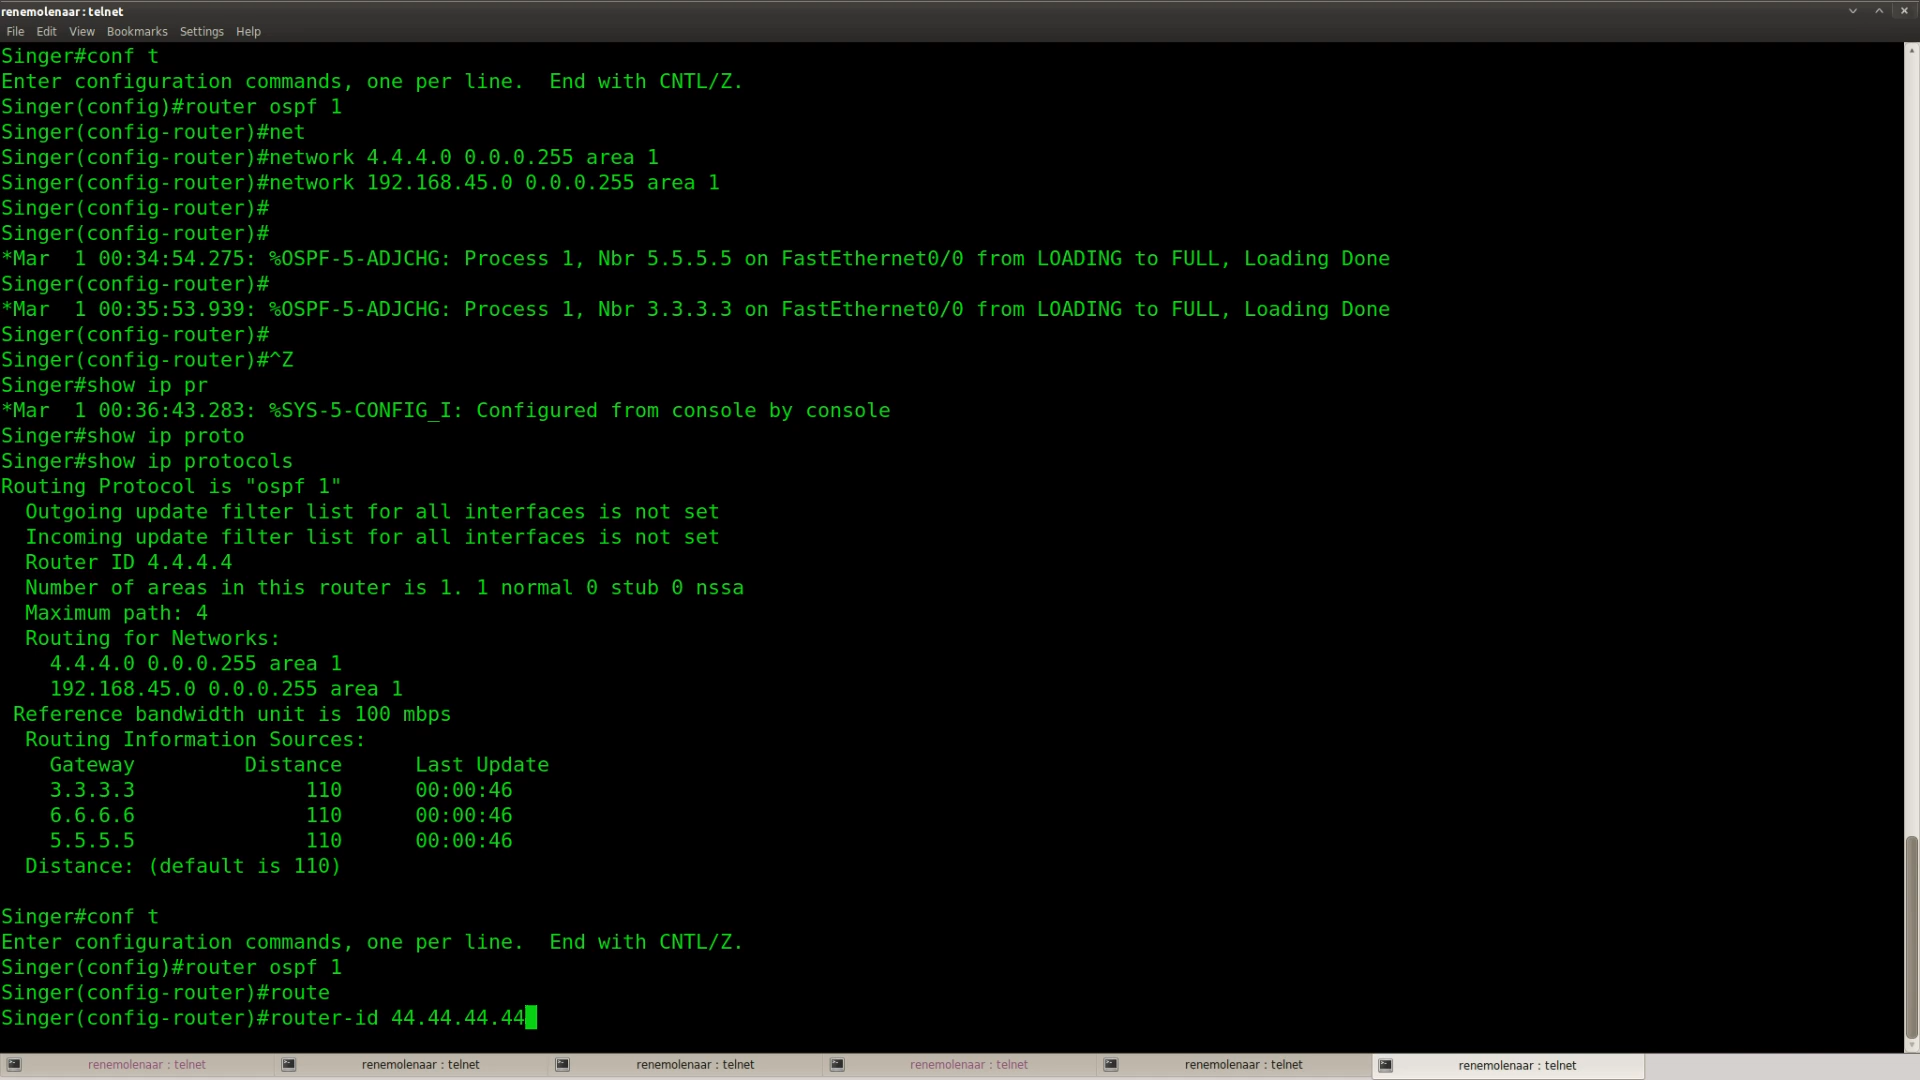 renemolenaar : telnet
File Edit View Bookmarks Settings Help
Singer#conf t
Enter configuration commands, one per line.  End with CNTL/Z.
Singer(config)#router ospf 1
Singer(config-router)#net
Singer(config-router)#network 4.4.4.0 0.0.0.255 area 1
Singer(config-router)#network 192.168.45.0 0.0.0.255 area 1
Singer(config-router)#
Singer(config-router)#
*Mar  1 00:34:54.275: %OSPF-5-ADJCHG: Process 1, Nbr 5.5.5.5 on FastEthernet0/0 from LOADING to FULL, Loading Done
Singer(config-router)#
*Mar  1 00:35:53.939: %OSPF-5-ADJCHG: Process 1, Nbr 3.3.3.3 on FastEthernet0/0 from LOADING to FULL, Loading Done
Singer(config-router)#
Singer(config-router)#^Z
Singer#show ip pr
*Mar  1 00:36:43.283: %SYS-5-CONFIG_I: Configured from console by console
Singer#show ip proto
Singer#show ip protocols
Routing Protocol is "ospf 1"
  Outgoing update filter list for all interfaces is not set
  Incoming update filter list for all interfaces is not set
  Router ID 4.4.4.4
  Number of areas in this router is 1. 1 normal 0 stub 0 nssa
  Maximum path: 4
  Routing for Networks:
    4.4.4.0 0.0.0.255 area 1
    192.168.45.0 0.0.0.255 area 1
 Reference bandwidth unit is 100 mbps
  Routing Information Sources:
    Gateway         Distance      Last Update
    3.3.3.3              110      00:00:46
    6.6.6.6              110      00:00:46
    5.5.5.5              110      00:00:46
  Distance: (default is 110)
Singer#conf t
Enter configuration commands, one per line.  End with CNTL/Z.
Singer(config)#router ospf 1
Singer(config-router)#route
Singer(config-router)#router-id 44.44.44.44
renemolenaar : telnet renemolenaar : telnet renemolenaar : telnet renemolenaar : telnet renemolenaar : telnet renemolenaar : telnet